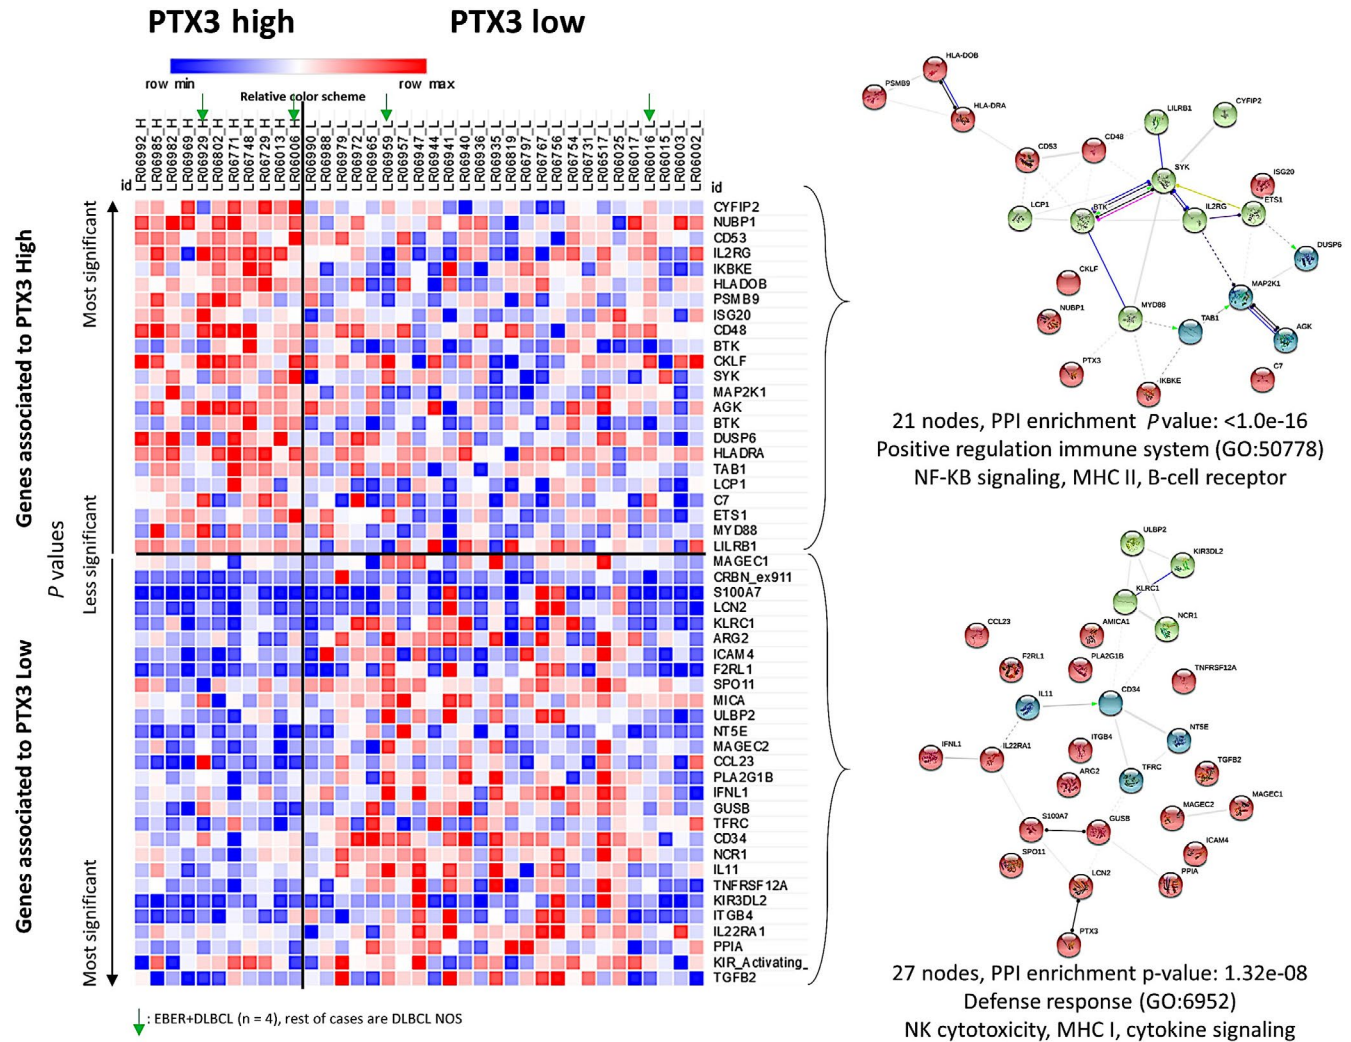 PTX3 high
PTX3 low
row min
row max
Relative color scheme
id
LR06992_H
LR06985_H
LR06982_H
LR06969_H
LR06929_H
LR06802_H
LR06771_H
LR06748_H
LR06729_H
LR06013_H
LR06006_H
LR06990_L
LR06988_L
LR06979_L
LR06972_L
LR06965_L
LR06959_L
LR06957_L
LR06947_L
LR06944_L
LR06941_L
LR06940_L
LR06936_L
LR06935_L
LR06819_L
LR06797_L
LR06767_L
LR06756_L
LR06754_L
LR06731_L
LR06517_L
LR06025_L
LR06017_L
LR06016_L
LR06015_L
LR06003_L
LR06002_L
id
CYFIP2
NUBP1
CD53
IL2RG
IKBKE
HLADOB
PSMB9
ISG20
CD48
BTK
CKLF
SYK
MAP2K1
AGK
BTK
DUSP6
HLADRA
TAB1
LCP1
C7
ETS1
MYD88
LILRB1
MAGEC1
CRBN_ex911
S100A7
LCN2
KLRC1
ARG2
ICAM4
F2RL1
SPO11
MICA
ULBP2
NT5E
MAGEC2
CCL23
PLA2G1B
IFNL1
GUSB
TFRC
CD34
NCR1
IL11
TNFRSF12A
KIR3DL2
ITGB4
IL22RA1
PPIA
KIR_Activating_
TGFB2
Genes associated to PTX3 High
Genes associated to PTX3 Low
P values
Most significant
Less significant
Most significant
: EBER+DLBCL (n = 4), rest of cases are DLBCL NOS
HLA-DOB
PSMB9
HLA-DRA
LILRB1
CYFIP2
CD53
CD48
SYK
ISG20
LCP1
BTK
IL2RG
ETS1
DUSP6
CKLF
MAP2K1
NUBP1
MYD88
TAB1
AGK
PTX3
IKBKE
C7
21 nodes, PPI enrichment P value: <1.0e-16
Positive regulation immune system (GO:50778)
NF-KB signaling, MHC II, B-cell receptor
ULBP2
KIR3DL2
KLRC1
NCR1
CCL23
AMICA1
F2RL1
PLA2G1B
TNFRSF12A
IL11
CD34
NT5E
IFNL1
IL22RA1
ITGB4
TGFB2
ARG2
TFRC
MAGEC2
MAGEC1
S100A7
GUSB
ICAM4
SPO11
LCN2
PPIA
PTX3
27 nodes, PPI enrichment p-value: 1.32e-08
Defense response (GO:6952)
NK cytotoxicity, MHC I, cytokine signaling